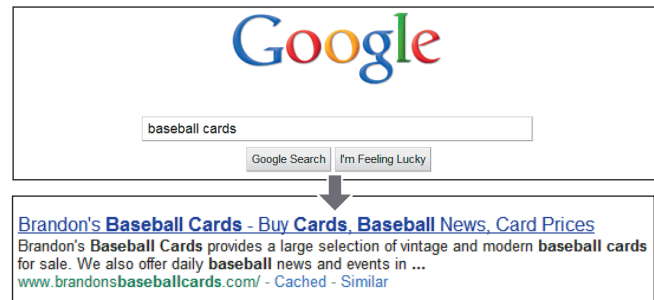 Google
baseball cards
Google Search I'm Feeling Lucky
Brandon's Baseball Cards - Buy Cards, Baseball News, Card Prices
Brandon's Baseball Cards provides a large selection of vintage and modern baseball cards
for sale. We also offer daily baseball news and events in ...
www.brandonsbaseballcards.com/ - Cached - Similar